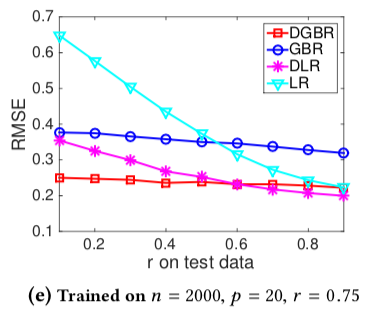 0.7
0.6
0.5
0.4
0.3
0.2
0.1
RMSE
DGBR
GBR
DLR
LR
0.2 0.4 0.6 0.8
r on test data
(e) Trained on n = 2000, p = 20, r = 0.75